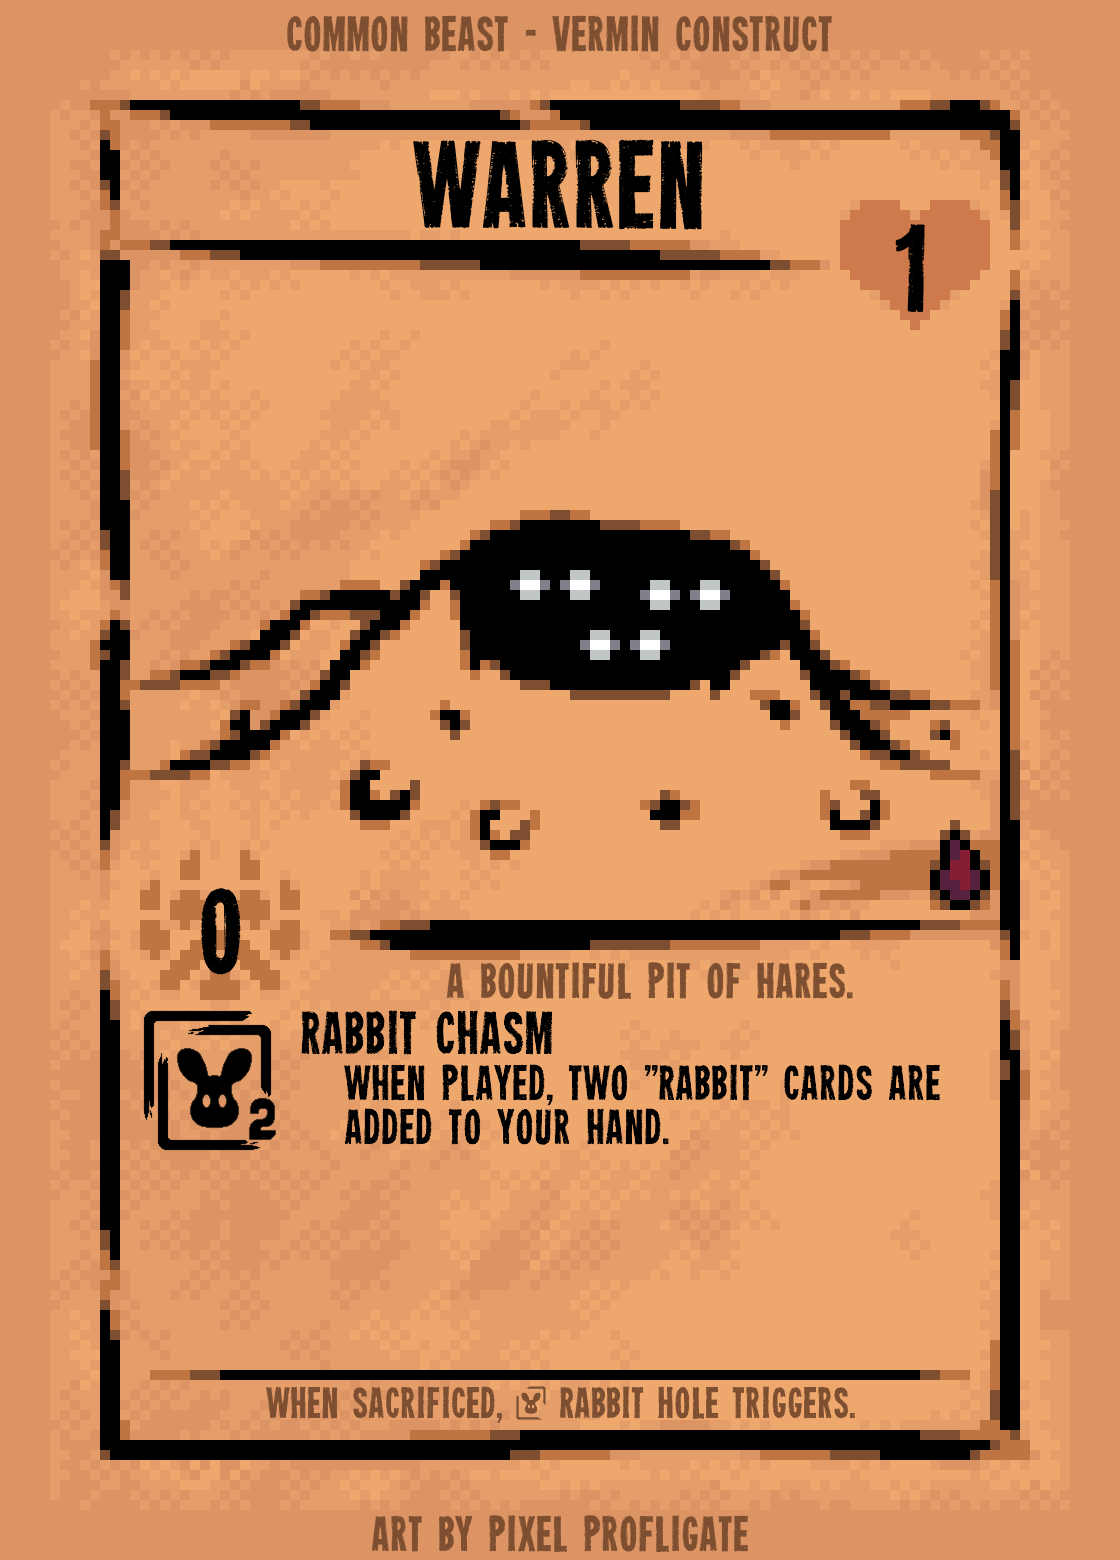 COMMON BEAST - VERMIN CONSTRUCT
WARREN
1
0
A BOUNTIFUL PIT OF HARES.
RABBIT CHASM
WHEN PLAYED, TWO "RABBIT" CARDS ARE
ADDED TO YOUR HAND.
2
WHEN SACRIFICED, RABBIT HOLE TRIGGERS.
ART BY PIXEL PROFLIGATE